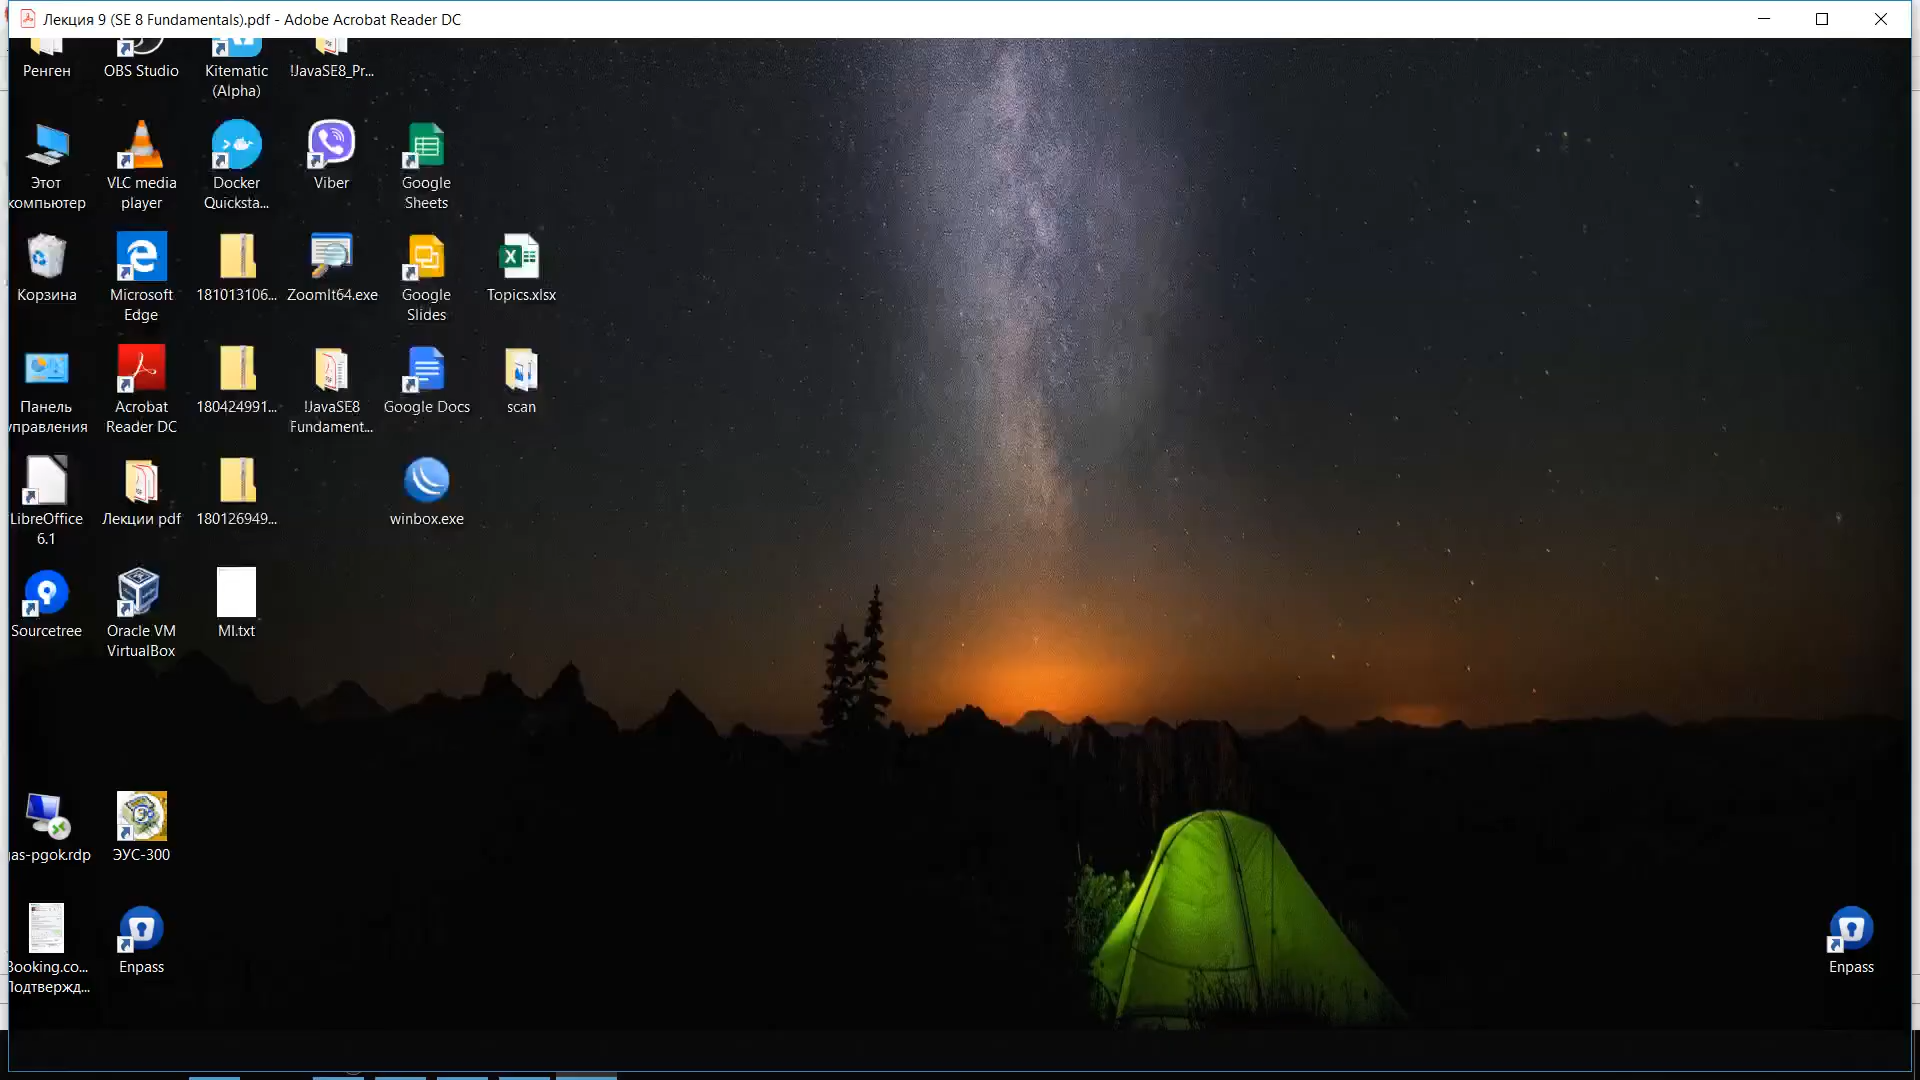 Лекция 9 (SE 8 Fundamentals).pdf - Adobe Acrobat Reader DC
Ренген
OBS Studio
Kitematic
(Alpha)
!JavaSE8_Pr...
Этот
компьютер
VLC media
player
Docker
Quicksta...
Viber
Google
Sheets
Корзина
Microsoft
Edge
181013106...
ZoomIt64.exe
Google
Slides
Topics.xlsx
Панель
управления
Acrobat
Reader DC
180424991...
!JavaSE8
Fundament...
Google Docs
scan
LibreOffice
6.1
Лекции pdf
180126949...
winbox.exe
Sourcetree
Oracle VM
VirtualBox
MI.txt
as-pgok.rdp
ЭУС-300
Booking.co...
Подтвержд...
Enpass
Enpass